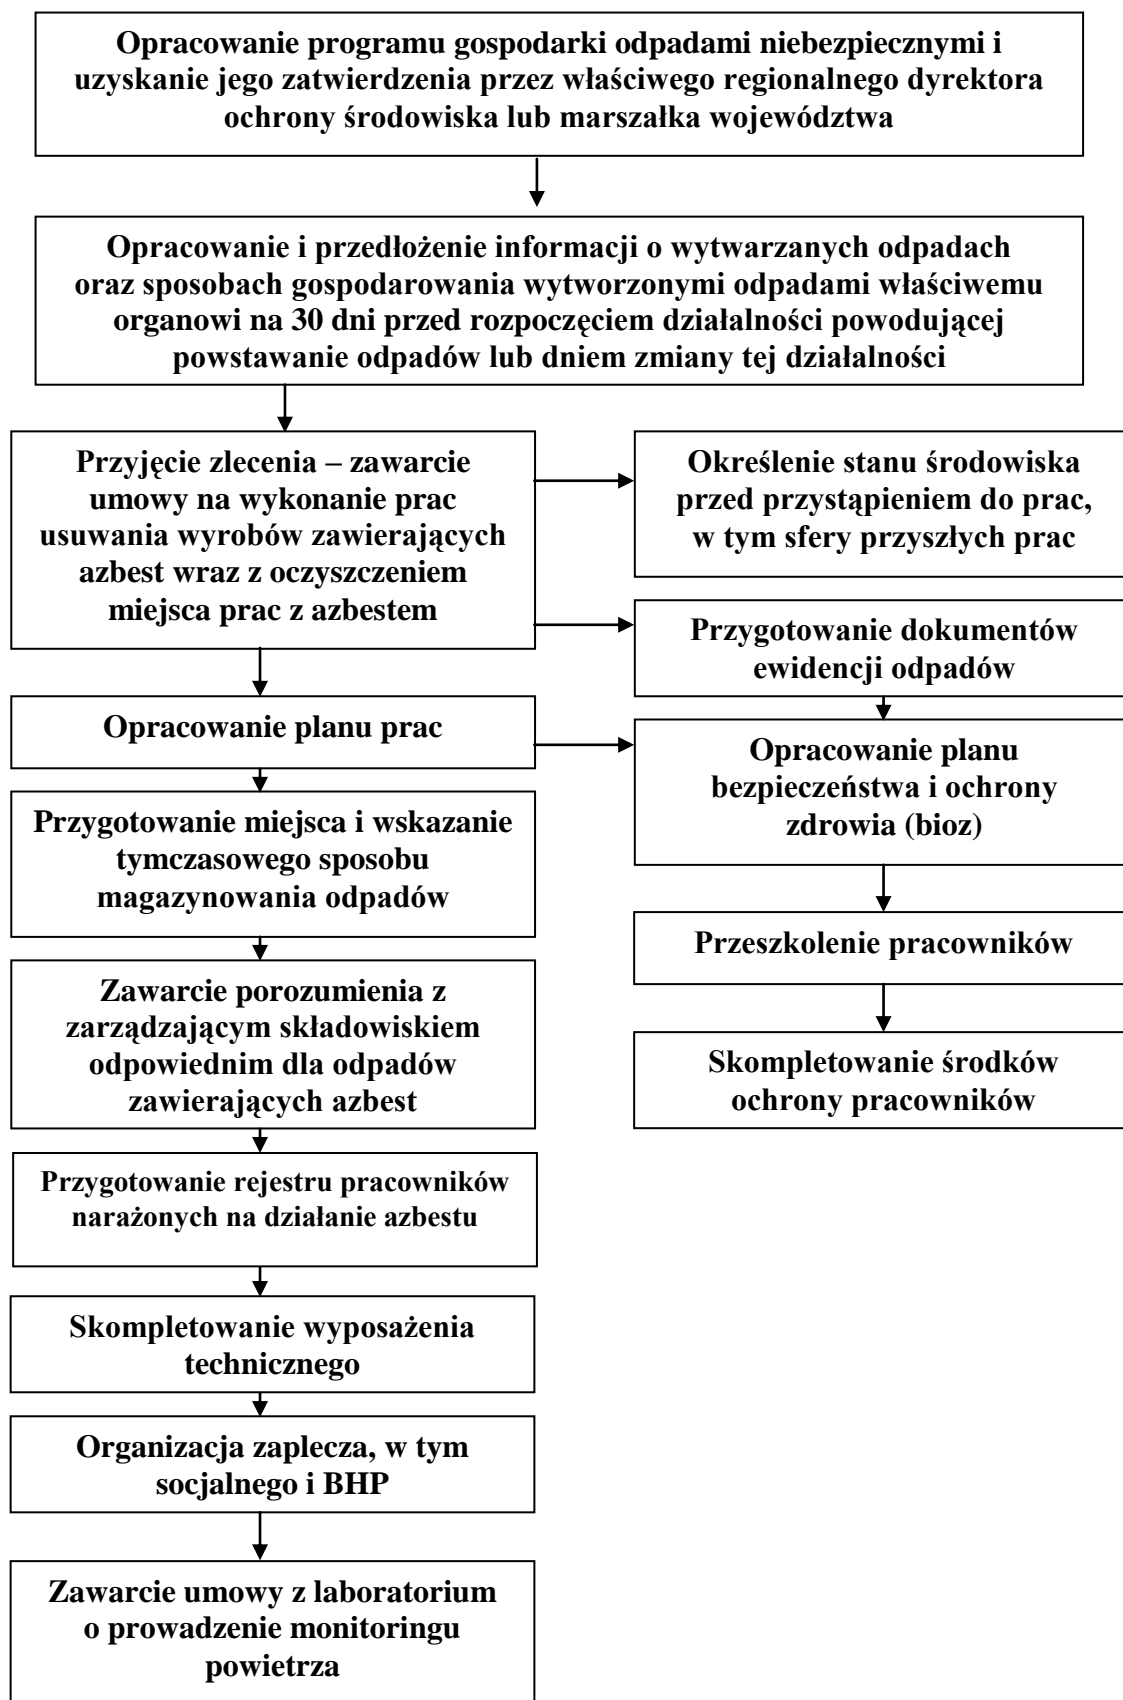 Opracowanie programu gospodarki odpadami niebezpiecznymi i
uzyskanie jego zatwierdzenia przez właściwego regionalnego dyrektora
ochrony środowiska lub marszałka województwa
Opracowanie i przedłożenie informacji o wytwarzanych odpadach
oraz sposobach gospodarowania wytworzonymi odpadami właściwemu
organowi na 30 dni przed rozpoczęciem działalności powodującej
powstawanie odpadów lub dniem zmiany tej działalności
Przyjęcie zlecenia – zawarcie
umowy na wykonanie prac
usuwania wyrobów zawierających
azbest wraz z oczyszczeniem
miejsca prac z azbestem
Określenie stanu środowiska
przed przystąpieniem do prac,
w tym sfery przyszłych prac
Przygotowanie dokumentów
ewidencji odpadów
Opracowanie planu prac
Opracowanie planu
bezpieczeństwa i ochrony
zdrowia (bioz)
Przygotowanie miejsca i wskazanie
tymczasowego sposobu
magazynowania odpadów
Przeszkolenie pracowników
Zawarcie porozumienia z
zarządzającym składowiskiem
odpowiednim dla odpadów
zawierających azbest
Skompletowanie środków
ochrony pracowników
Przygotowanie rejestru pracowników
narażonych na działanie azbestu
Skompletowanie wyposażenia
technicznego
Organizacja zaplecza, w tym
socjalnego i BHP
Zawarcie umowy z laboratorium
o prowadzenie monitoringu
powietrza